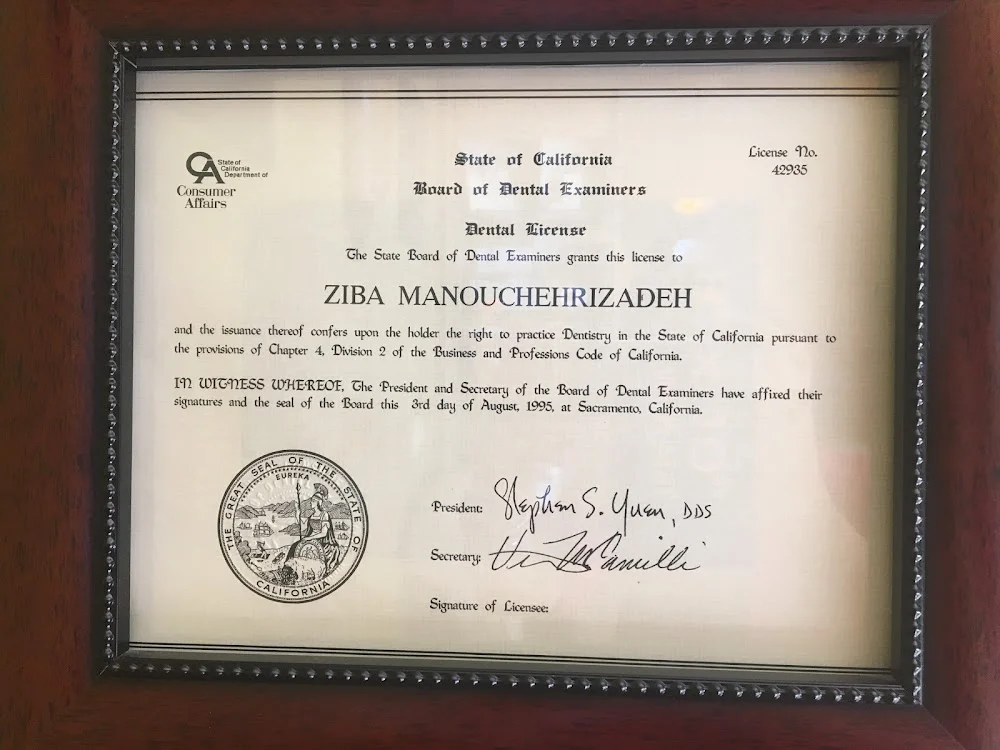 CA State of
California
Department of
Consumer
Affairs
State of California
Board of Dental Examiners
License No.
42935
Dental License
The State Board of Dental Examiners grants this license to
ZIBA MANOUCHEHRIZADEH
and the issuance thereof confers upon the holder the right to practice Dentistry in the State of California pursuant to
the provisions of Chapter 4, Division 2 of the Business and Professions Code of California.
IN WITNESS WHEREOF, The President and Secretary of the Board of Dental Examiners have affixed their
signatures and the seal of the Board this 3rd day of August, 1995, at Sacramento, California.
THE GREAT SEAL OF THE STATE OF
EUREKA
CALIFORNIA
President: Stephen S. Yuen, DDS
Secretary:
Signature of Licensee: